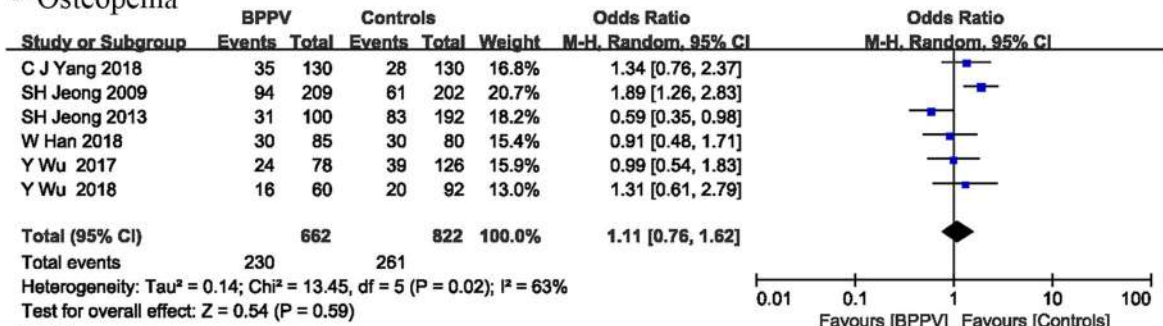 Osteopenia
BPPV Controls Odds Ratio Odds Ratio
Study or Subgroup Events Total Events Total Weight M-H, Random, 95% CI M-H, Random, 95% CI
C J Yang 2018 35 130 28 130 16.8% 1.34 [0.76, 2.37]
SH Jeong 2009 94 209 61 202 20.7% 1.89 [1.26, 2.83]
SH Jeong 2013 31 100 83 192 18.2% 0.59 [0.35, 0.98]
W Han 2018 30 85 30 80 15.4% 0.91 [0.48, 1.71]
Y Wu 2017 24 78 39 126 15.9% 0.99 [0.54, 1.83]
Y Wu 2018 16 60 20 92 13.0% 1.31 [0.61, 2.79]
Total (95% CI) 662 822 100.0% 1.11 [0.76, 1.62]
Total events 230 261
Heterogeneity: Tau² = 0.14; Chi² = 13.45, df = 5 (P = 0.02); I² = 63%
Test for overall effect: Z = 0.54 (P = 0.59)
0.01 0.1 1 10 100
Favours [BPPV] Favours [Controls]